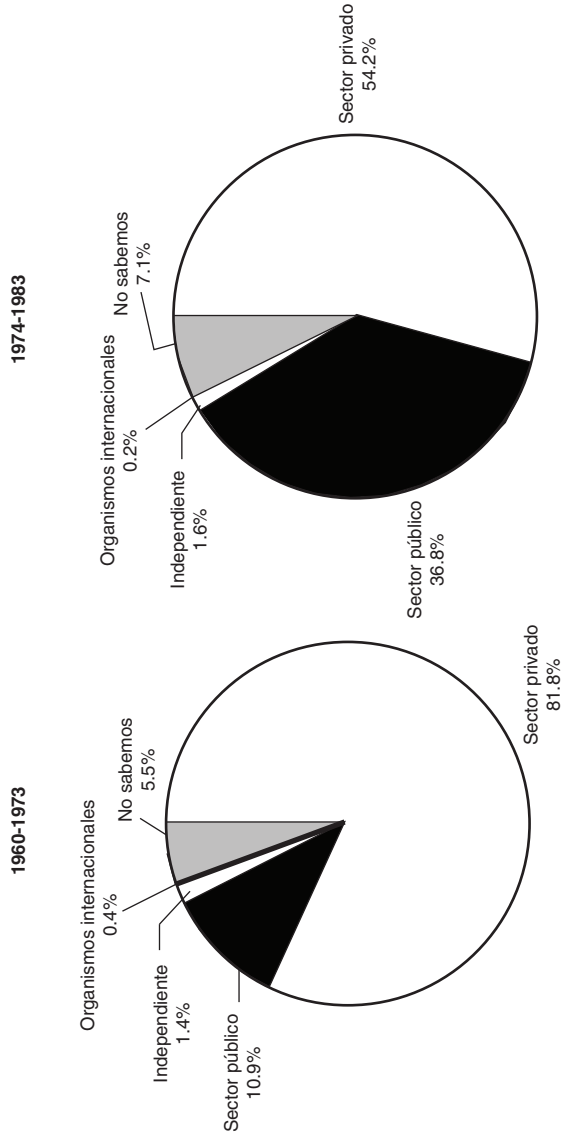 1960-1973
Organismos internacionales
0.4%
No sabemos
5.5%
Independiente
1.4%
Sector público
10.9%
Sector privado
81.8%
1974-1983
Organismos internacionales
0.2%
No sabemos
7.1%
Independiente
1.6%
Sector público
36.8%
Sector privado
54.2%